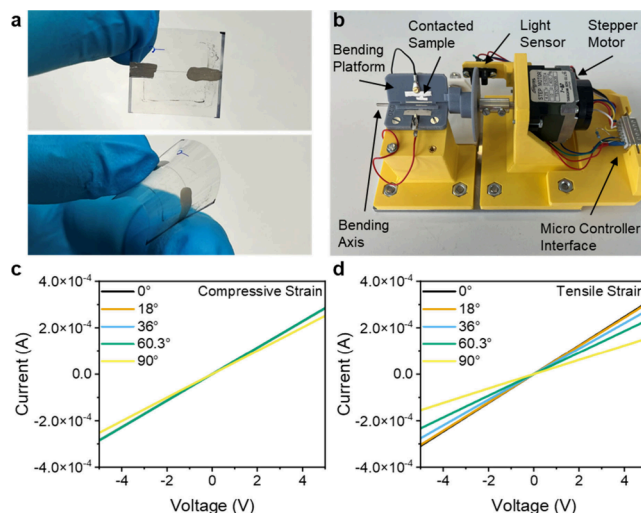 a
b
Bending
Platform
Contacted
Sample
Light
Sensor
Stepper
Motor
Bending
Axis
Micro Controller
Interface
c
4.0×10⁻⁴
2.0×10⁻⁴
0.0
-2.0×10⁻⁴
-4.0×10⁻⁴
Current (A)
0°
18°
36°
60.3°
90°
Compressive Strain
-4 -2 0 2 4
Voltage (V)
d
4.0×10⁻⁴
2.0×10⁻⁴
0.0
-2.0×10⁻⁴
-4.0×10⁻⁴
Current (A)
0°
18°
36°
60.3°
90°
Tensile Strain
-4 -2 0 2 4
Voltage (V)